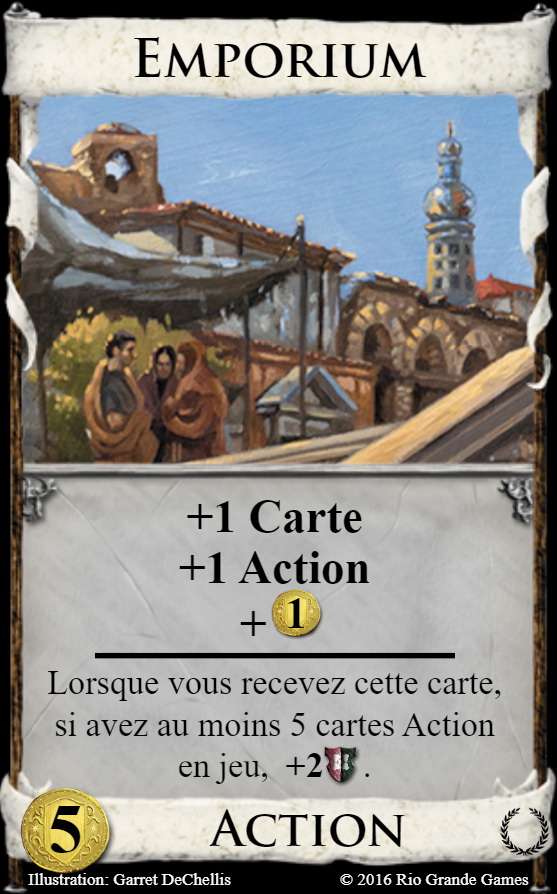 EMPORIUM
+1 Carte
+1 Action
+ 1
Lorsque vous recevez cette carte,
si avez au moins 5 cartes Action
en jeu, +2 .
5 ACTION
Illustration: Garret DeChellis © 2016 Rio Grande Games